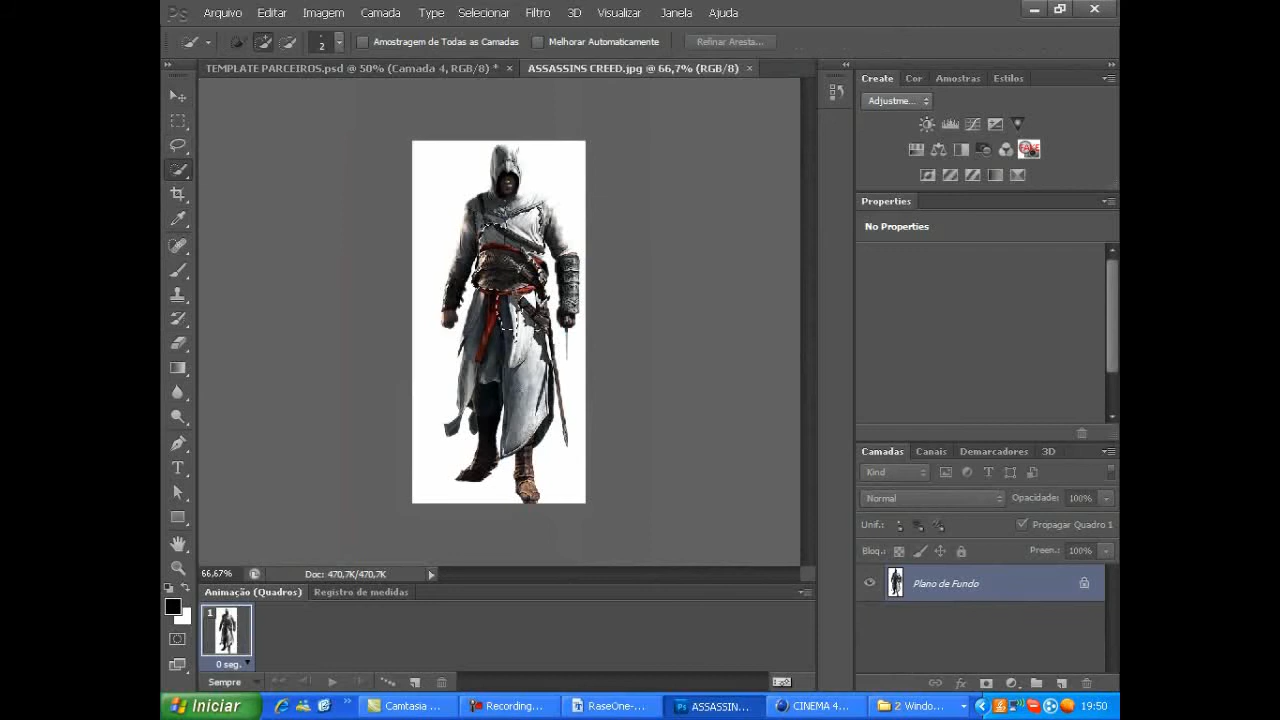 Ps Arquivo Editar Imagem Camada Type Selecionar Filtro 3D Visualizar Janela Ajuda
2 Amostragem de Todas as Camadas Melhorar Automaticamente Refinar Aresta...
TEMPLATE PARCEIROS.psd @ 50% (Camada 4, RGB/8) * × ASSASSINS CREED.jpg @ 66,7% (RGB/8) ×
Create Cor Amostras Estilos
Adjustme...
Properties
No Properties
Camadas Canais Demarcadores 3D
Kind
Normal Opacidade: 100%
Unif.: Propagar Quadro 1
Bloq.: Preen.: 100%
Plano de Fundo
66,67% Doc: 470,7K/470,7K
Animação (Quadros) Registro de medidas
1
0 seg.
Sempre
Iniciar Camtasia ... Recording... RaseOne-... ASSASSIN... CINEMA 4... 2 Windo... 19:50